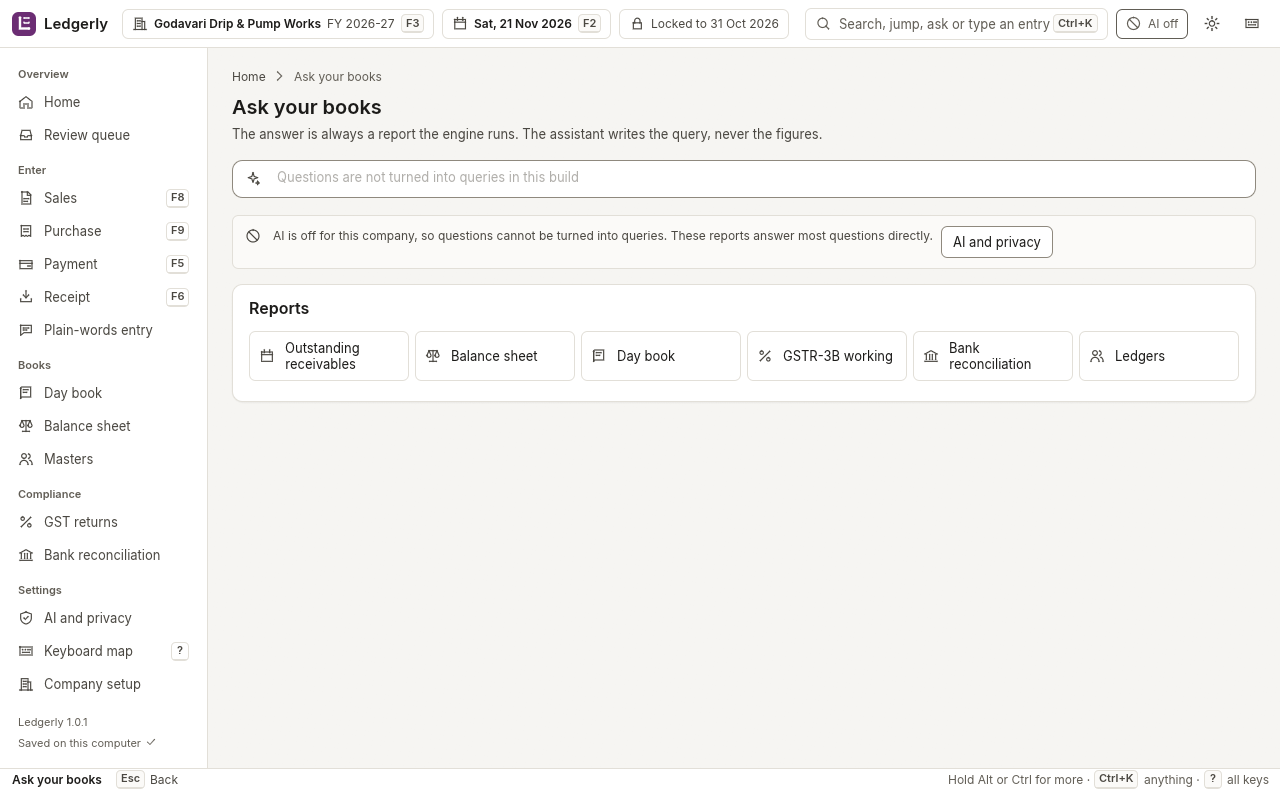 Ledgerly
Godavari Drip & Pump Works FY 2026-27 F3
Sat, 21 Nov 2026 F2
Locked to 31 Oct 2026
Search, jump, ask or type an entry Ctrl+K
AI off
Overview
Home
Review queue
Enter
Sales F8
Purchase F9
Payment F5
Receipt F6
Plain-words entry
Books
Day book
Balance sheet
Masters
Compliance
GST returns
Bank reconciliation
Settings
AI and privacy
Keyboard map ?
Company setup
Ledgerly 1.0.1
Saved on this computer
Home Ask your books
Ask your books
The answer is always a report the engine runs. The assistant writes the query, never the figures.
Questions are not turned into queries in this build
AI is off for this company, so questions cannot be turned into queries. These reports answer most questions directly. AI and privacy
Reports
Outstanding
receivables
Balance sheet
Day book
GSTR-3B working
Bank
reconciliation
Ledgers
Ask your books Esc Back
Hold Alt or Ctrl for more · Ctrl+K anything · ? all keys